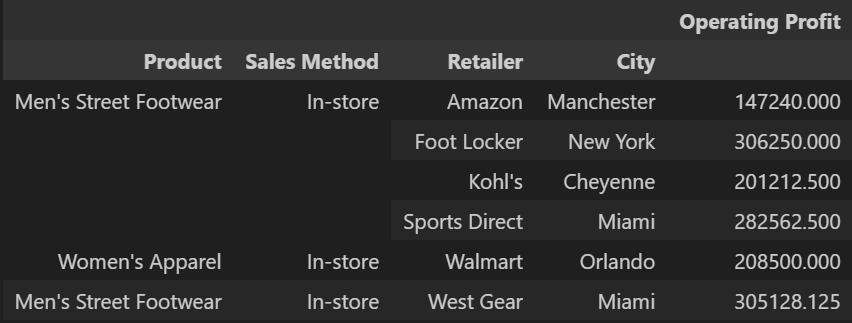 Operating Profit
Product Sales Method Retailer City
Men's Street Footwear In-store Amazon Manchester 147240.000
Foot Locker New York 306250.000
Kohl's Cheyenne 201212.500
Sports Direct Miami 282562.500
Women's Apparel In-store Walmart Orlando 208500.000
Men's Street Footwear In-store West Gear Miami 305128.125